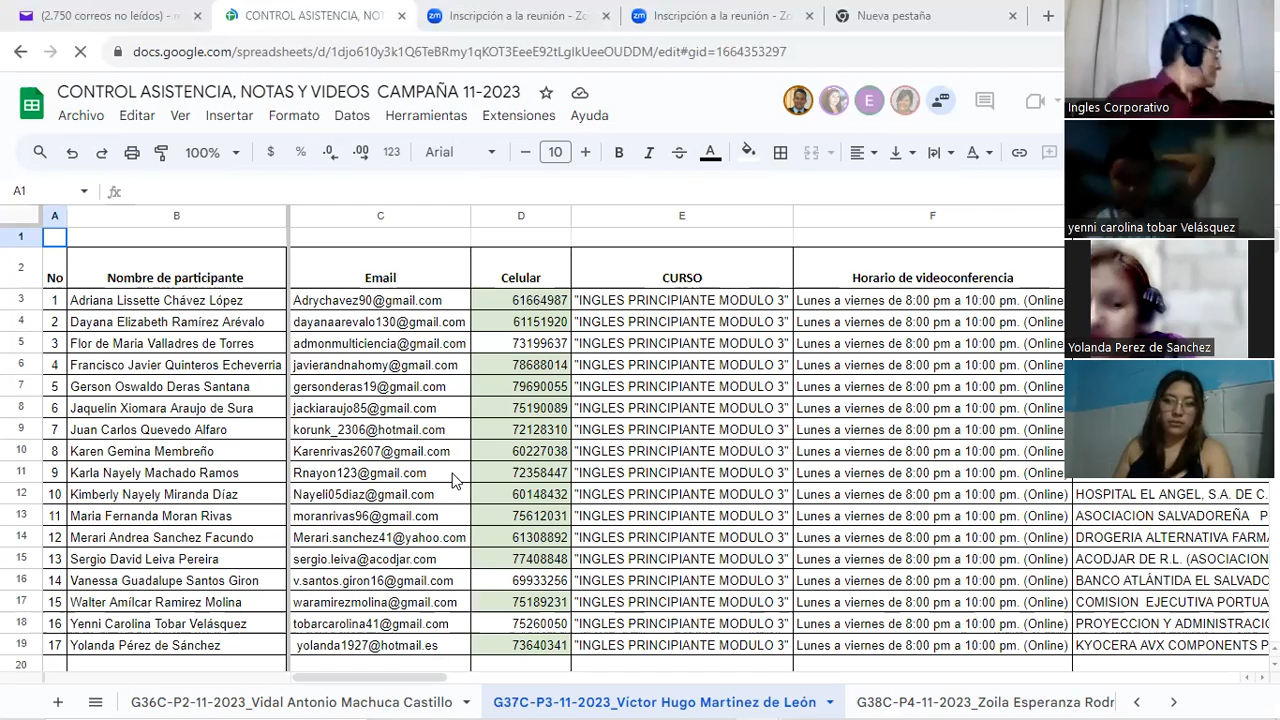 (2.750 correos no leídos) - r
CONTROL ASISTENCIA, NOT
Inscripción a la reunión - Zo
Inscripción a la reunión - Zo
Nueva pestaña
docs.google.com/spreadsheets/d/1djo610y3k1Q6TeBRmy1qKOT3EeeE92tLgIkUeeOUDDM/edit#gid=1664353297
CONTROL ASISTENCIA, NOTAS Y VIDEOS CAMPAÑA 11-2023
Archivo Editar Ver Insertar Formato Datos Herramientas Extensiones Ayuda
E
100% $ % .0 .00 123 Arial 10 B I A
A1 fx
A B C D E F
1
2 No Nombre de participante Email Celular CURSO Horario de videoconferencia
3 1 Adriana Lissette Chávez López Adrychavez90@gmail.com 61664987 "INGLES PRINCIPIANTE MODULO 3" Lunes a viernes de 8:00 pm a 10:00 pm. (Online
4 2 Dayana Elizabeth Ramírez Arévalo dayanaarevalo130@gmail.com 61151920 "INGLES PRINCIPIANTE MODULO 3" Lunes a viernes de 8:00 pm a 10:00 pm. (Online
5 3 Flor de Maria Valladres de Torres admonmulticiencia@gmail.com 73199637 "INGLES PRINCIPIANTE MODULO 3" Lunes a viernes de 8:00 pm a 10:00 pm. (Online
6 4 Francisco Javier Quinteros Echeverria javierandnahomy@gmail.com 78688014 "INGLES PRINCIPIANTE MODULO 3" Lunes a viernes de 8:00 pm a 10:00 pm. (Online
7 5 Gerson Oswaldo Deras Santana gersonderas19@gmail.com 79690055 "INGLES PRINCIPIANTE MODULO 3" Lunes a viernes de 8:00 pm a 10:00 pm. (Online
8 6 Jaquelin Xiomara Araujo de Sura jackiaraujo85@gmail.com 75190089 "INGLES PRINCIPIANTE MODULO 3" Lunes a viernes de 8:00 pm a 10:00 pm. (Online
9 7 Juan Carlos Quevedo Alfaro korunk_2306@hotmail.com 72128310 "INGLES PRINCIPIANTE MODULO 3" Lunes a viernes de 8:00 pm a 10:00 pm. (Online
10 8 Karen Gemina Membreño Karenrivas2607@gmail.com 60227038 "INGLES PRINCIPIANTE MODULO 3" Lunes a viernes de 8:00 pm a 10:00 pm. (Online
11 9 Karla Nayely Machado Ramos Rnayon123@gmail.com 72358447 "INGLES PRINCIPIANTE MODULO 3" Lunes a viernes de 8:00 pm a 10:00 pm. (Online
12 10 Kimberly Nayely Miranda Díaz Nayeli05diaz@gmail.com 60148432 "INGLES PRINCIPIANTE MODULO 3" Lunes a viernes de 8:00 pm a 10:00 pm. (Online) HOSPITAL EL ANGEL, S.A. DE C.
13 11 Maria Fernanda Moran Rivas moranrivas96@gmail.com 75612031 "INGLES PRINCIPIANTE MODULO 3" Lunes a viernes de 8:00 pm a 10:00 pm. (Online) ASOCIACION SALVADOREÑA P
14 12 Merari Andrea Sanchez Facundo Merari.sanchez41@yahoo.com 61308892 "INGLES PRINCIPIANTE MODULO 3" Lunes a viernes de 8:00 pm a 10:00 pm. (Online) DROGERIA ALTERNATIVA FARMA
15 13 Sergio David Leiva Pereira sergio.leiva@acodjar.com 77408848 "INGLES PRINCIPIANTE MODULO 3" Lunes a viernes de 8:00 pm a 10:00 pm. (Online) ACODJAR DE R.L. (ASOCIACION
16 14 Vanessa Guadalupe Santos Giron v.santos.giron16@gmail.com 69933256 "INGLES PRINCIPIANTE MODULO 3" Lunes a viernes de 8:00 pm a 10:00 pm. (Online) BANCO ATLÁNTIDA EL SALVADO
17 15 Walter Amílcar Ramirez Molina waramirezmolina@gmail.com 75189231 "INGLES PRINCIPIANTE MODULO 3" Lunes a viernes de 8:00 pm a 10:00 pm. (Online) COMISION EJECUTIVA PORTUA
18 16 Yenni Carolina Tobar Velásquez tobarcarolina41@gmail.com 75260050 "INGLES PRINCIPIANTE MODULO 3" Lunes a viernes de 8:00 pm a 10:00 pm. (Online) PROYECCION Y ADMINISTRACIO
19 17 Yolanda Pérez de Sánchez yolanda1927@hotmail.es 73640341 "INGLES PRINCIPIANTE MODULO 3" Lunes a viernes de 8:00 pm a 10:00 pm. (Online) KYOCERA AVX COMPONENTS P
20
G36C-P2-11-2023_Vidal Antonio Machuca Castillo G37C-P3-11-2023_Víctor Hugo Martinez de León G38C-P4-11-2023_Zoila Esperanza Rodr
Ingles Corporativo
yenni carolina tobar Velásquez
Yolanda Perez de Sanchez